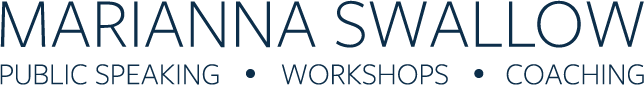 MARIANNA SWALLOW
PUBLIC SPEAKING • WORKSHOPS • COACHING